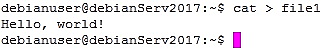 debianuser@debianServ2017:~$ cat > file1
Hello, world!
debianuser@debianServ2017:~$